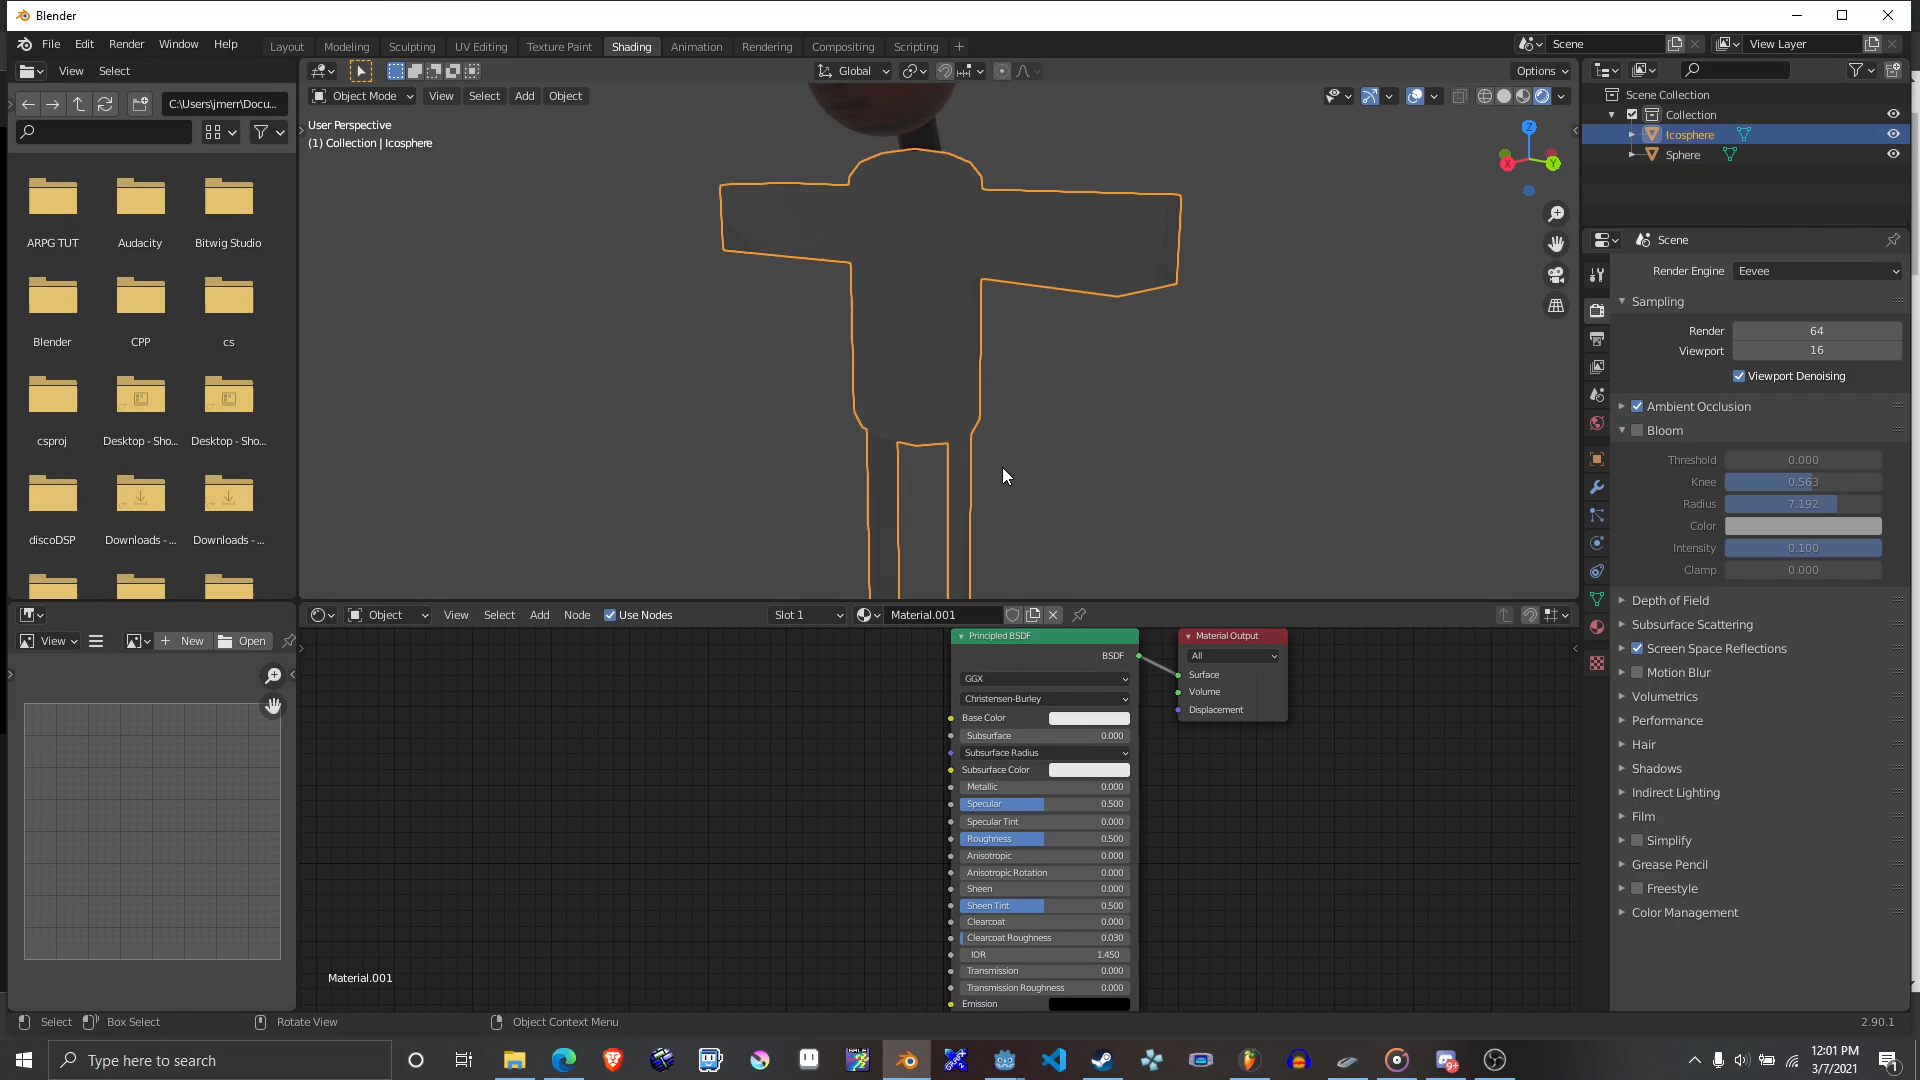 Blender
File Edit Render Window Help
Layout Modeling Sculpting UV Editing Texture Paint Shading Animation Rendering Compositing Scripting
Scene
View Layer
View Select
Global
Options
C:\Users\jmerr\Docu...
Object Mode View Select Add Object
User Perspective
(1) Collection | Icosphere
Z
X
Y
Scene Collection
Collection
Icosphere
Sphere
Scene
Render Engine Eevee
Sampling
Render 64
Viewport 16
Viewport Denoising
Ambient Occlusion
Bloom
Threshold 0.000
Knee 0.563
Radius 7.192
Color
Intensity 0.100
Clamp 0.000
Depth of Field
Subsurface Scattering
Screen Space Reflections
Motion Blur
Volumetrics
Performance
Hair
Shadows
Indirect Lighting
Film
Simplify
Grease Pencil
Freestyle
Color Management
ARPG TUT Audacity Bitwig Studio
Blender CPP cs
csproj Desktop - Sho... Desktop - Sho...
discoDSP Downloads - ... Downloads - ...
View New Open
Object View Select Add Node Use Nodes Slot 1 Material.001
Principled BSDF
BSDF
GGX
Christensen-Burley
Base Color
Subsurface 0.000
Subsurface Radius
Subsurface Color
Metallic 0.000
Specular 0.500
Specular Tint 0.000
Roughness 0.500
Anisotropic 0.000
Anisotropic Rotation 0.000
Sheen 0.000
Sheen Tint 0.500
Clearcoat 0.000
Clearcoat Roughness 0.030
IOR 1.450
Transmission 0.000
Transmission Roughness 0.000
Emission
Material Output
All
Surface
Volume
Displacement
Material.001
Select Box Select Rotate View Object Context Menu 2.90.1
Type here to search
12:01 PM
3/7/2021